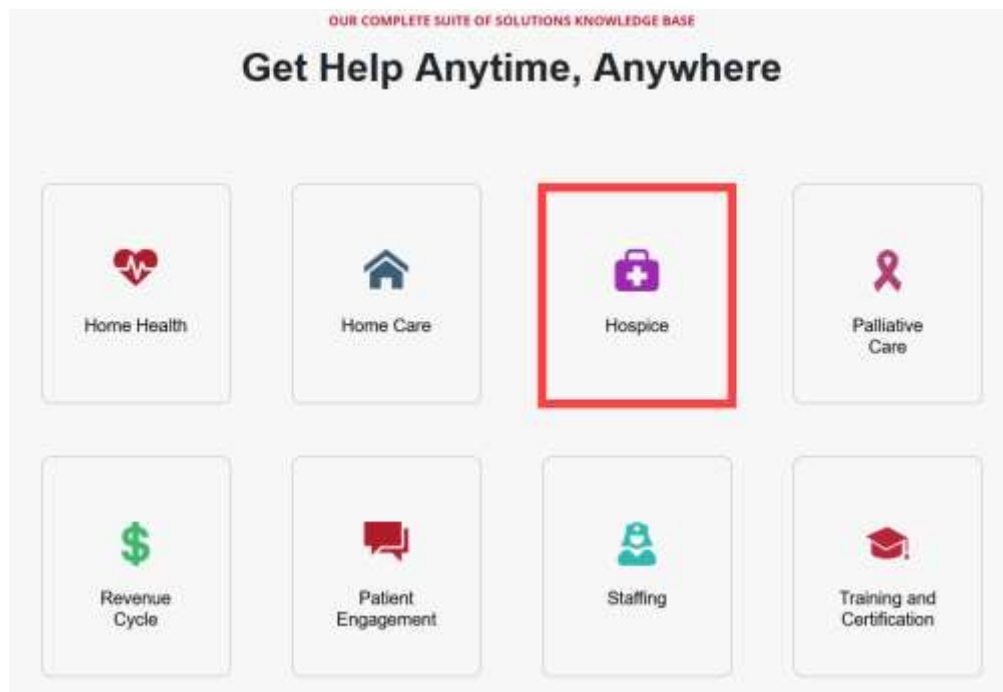 OUR COMPLETE SUITE OF SOLUTIONS KNOWLEDGE BASE
Get Help Anytime, Anywhere
Home Health
Home Care
Hospice
Palliative
Care
Revenue
Cycle
Patient
Engagement
Staffing
Training and
Certification